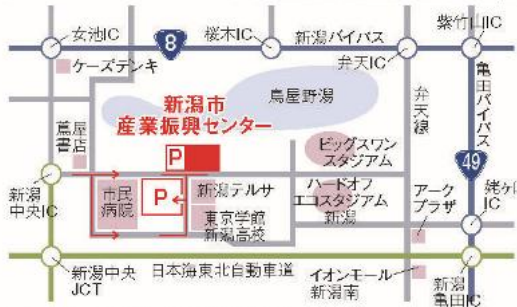 女池IC
8
桜木IC
新潟バイパス
紫竹山IC
弁天IC
ケーズデンキ
鳥屋野潟
弁天線
亀田バイパス
新潟市
産業振興センター
蔦屋
書店
P
ビッグスワン
スタジアム
49
新潟
中央IC
市民
病院
P
新潟テルサ
ハードオフ
エコスタジアム
新潟
アーク
プラザ
姥ヶ山
IC
東京学館
新潟高校
新潟中央
JCT
日本海東北自動車道
イオンモール
新潟南
新潟
亀田IC